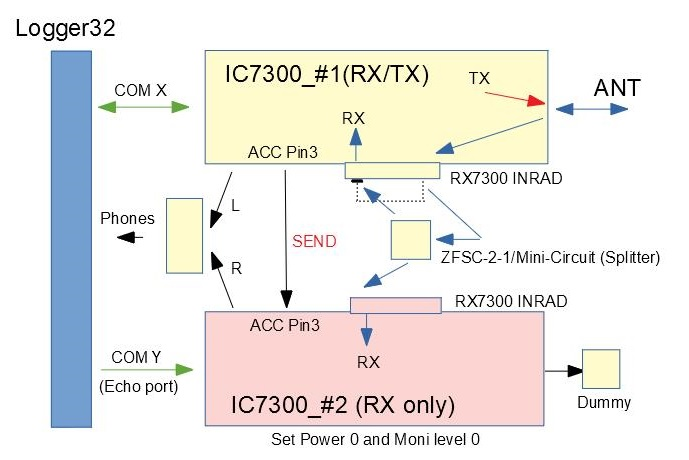 Logger32
COM X
IC7300_#1(RX/TX)
TX
ANT
RX
ACC Pin3
RX7300 INRAD
Phones
L
SEND
R
ZFSC-2-1/Mini-Circuit (Splitter)
RX7300 INRAD
ACC Pin3
COM Y
(Echo port)
RX
IC7300_#2 (RX only)
Dummy
Set Power 0 and Moni level 0